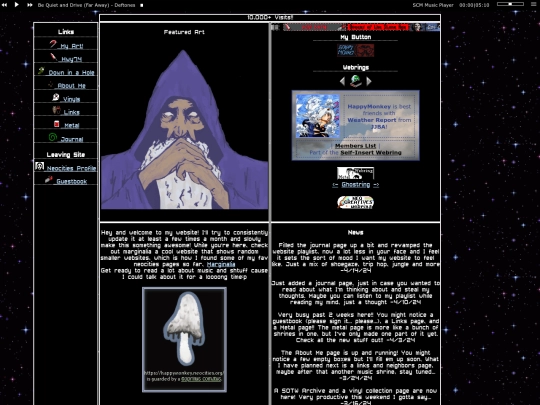 Be Quiet and Drive (Far Away) - Deftones
SCM Music Player
00:00|05:10
10,000+ Visits!!
Links
My Art!
Hwy74
Down in a Hole
About Me
Vinyls
Links
Metal
Journal
Leaving Site
Neocities Profile
Guestbook
Featured Art
My Button
Webrings
HappyMonkey is best
friends with
Weather Report from
JJBA!
[ Members List ]
Part of the Self-Insert Webring
<- Ghostring ->
Hey and welcome to my website! I'll try to consistently
update it at least a few times a month and slowly
make this something awesome! While you're here, check
out marginalia a cool website that shows random
smaller websites, which is how I found some of my fav
neocities pages so far. Marginalia
Get ready to read a lot about music and shtuff cause
I could talk about it for a loooong time:p
https://happymonkey.neocities.org/
is guarded by a
News
Filled the journal page up a bit and revamped the
website playlist, now a lot less in your face and I feel
it sets the sort of mood I want my website to feel
like. Just a mix of shoegaze, trip hop, jungle and more
-4/14/24
Just added a journal page, just in case you wanted to
read about what I'm thinking about and steal my
thoughts. Maybe you can listen to my playlist while
reading my mind, just a thought -4/10/24
Very busy past 2 weeks here! You might notice a
guestbook (please sign it... please...), a Links page, and
a Metal page!! The metal page is more like a bunch of
shrines in one, but I've only made one part of it yet.
Check all the new stuff out!! -4/3/24
The About Me page is up and running! You might
notice a few empty boxes but I'll fill em up soon. What
I have planned next is a links and neighbors page,
maybe after that another music shrine, stay tuned...
-3/24/24
A SOTW Archive and a vinyl collection page are now
here! Very productive this weekend I gotta say...
-3/16/24